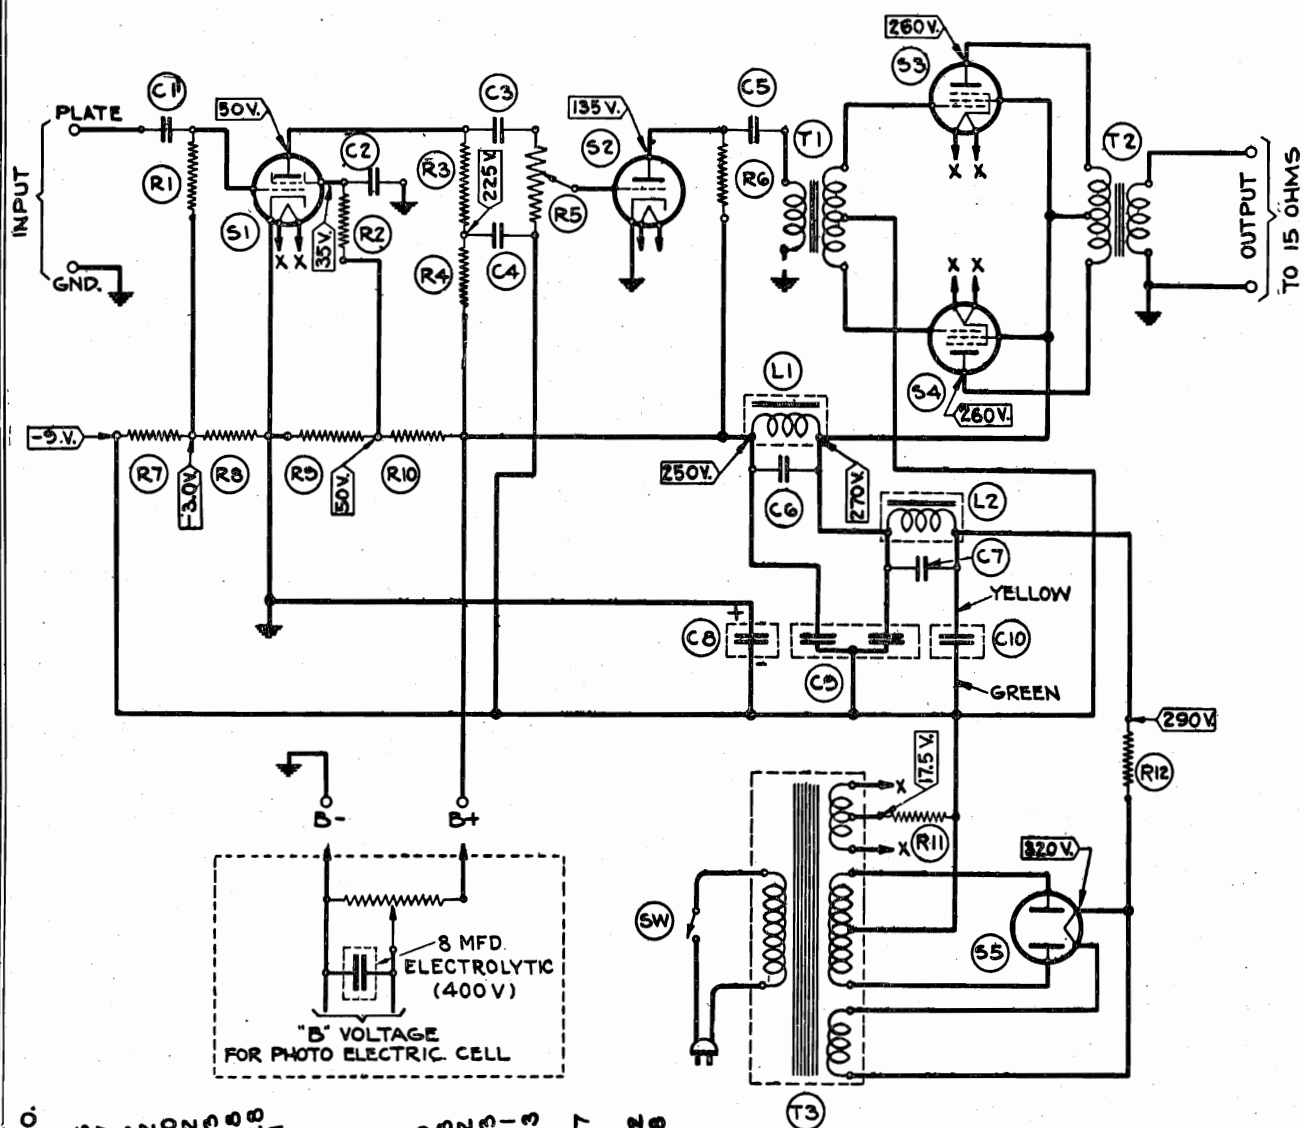 260V.
S3
C1
C3
C5
PLATE
50V.
135V.
S2
T1
T2
INPUT
R1
C2
R3
225V.
R5
R6
X X
S1
35V.
R2
R4
C4
X X
X X
OUTPUT
TO 15 OHMS
GND.
L1
S4
260V.
-9.V.
R7
-3.0V.
R8
R9
50V.
R10
250V.
C6
270V.
L2
C7
YELLOW
+
C8
-
C9
C10
GREEN
290V.
17.5V.
R12
B-
B+
X
X
R11
320V.
SW
S5
8 MFD.
ELECTROLYTIC
(400V)
"B" VOLTAGE
FOR PHOTO ELECTRIC CELL
T3